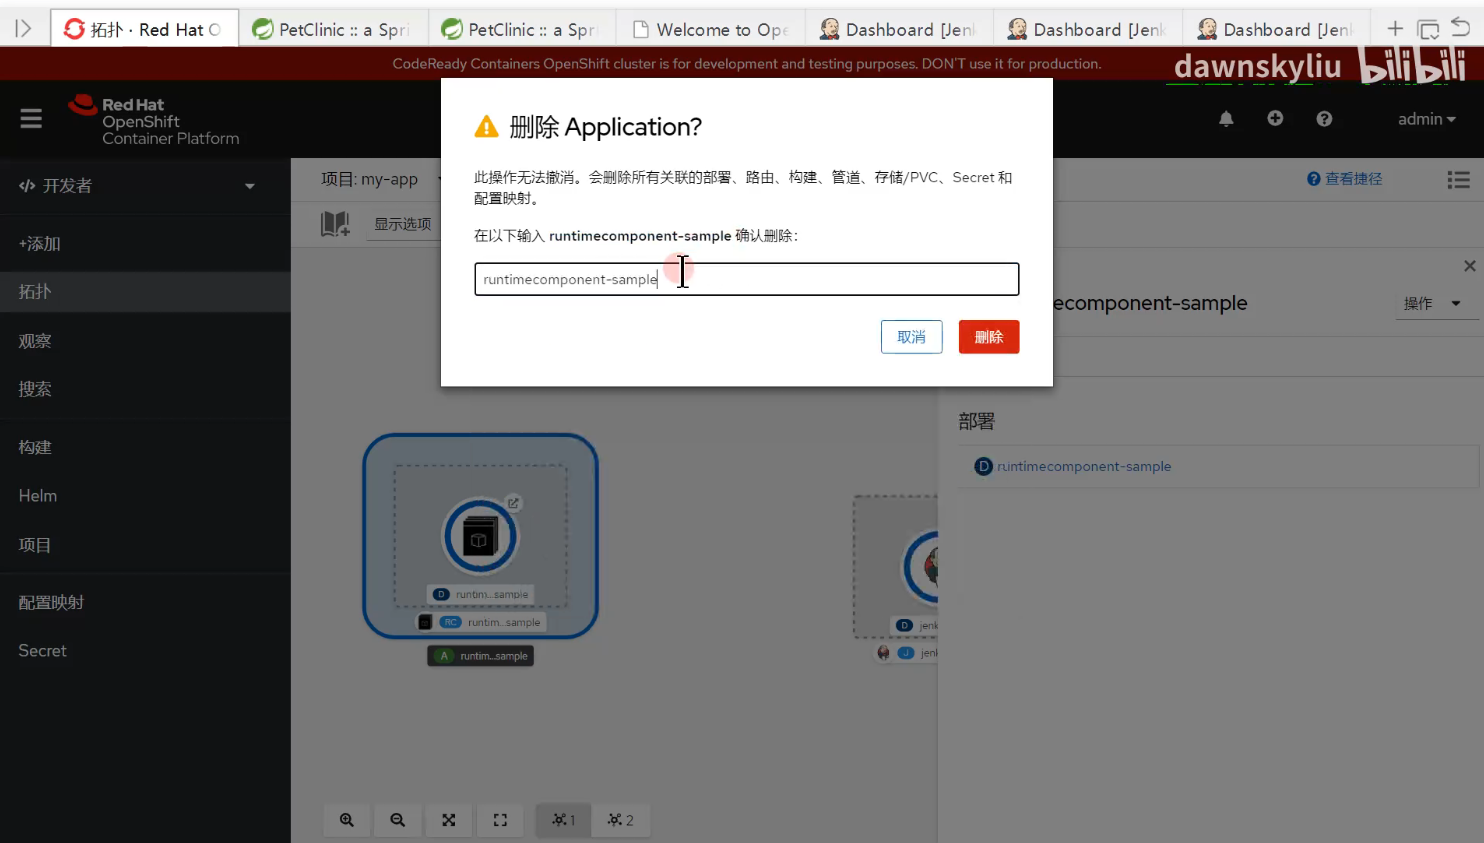 拓扑 · Red Hat O
PetClinic :: a Spri
PetClinic :: a Spr
Welcome to Ope
Dashboard [Jenk
Dashboard [Jenk
Dashboard [Jenk
CodeReady Containers OpenShift cluster is for development and testing purposes. DON'T use it for production.
dawnskyliu bilibili
Red Hat
OpenShift
Container Platform
admin
开发者
+添加
拓扑
观察
搜索
构建
Helm
项目
配置映射
Secret
项目: my-app
查看捷径
显示选项
删除 Application?
此操作无法撤消。会删除所有关联的部署、路由、构建、管道、存储/PVC、Secret 和
配置映射。
在以下输入 runtimecomponent-sample 确认删除:
runtimecomponent-sample
取消
删除
ecomponent-sample
操作
部署
D runtimecomponent-sample
D runtim...sample
RC runtim...sample
A runtim...sample
D jenk
J jenk
1
2